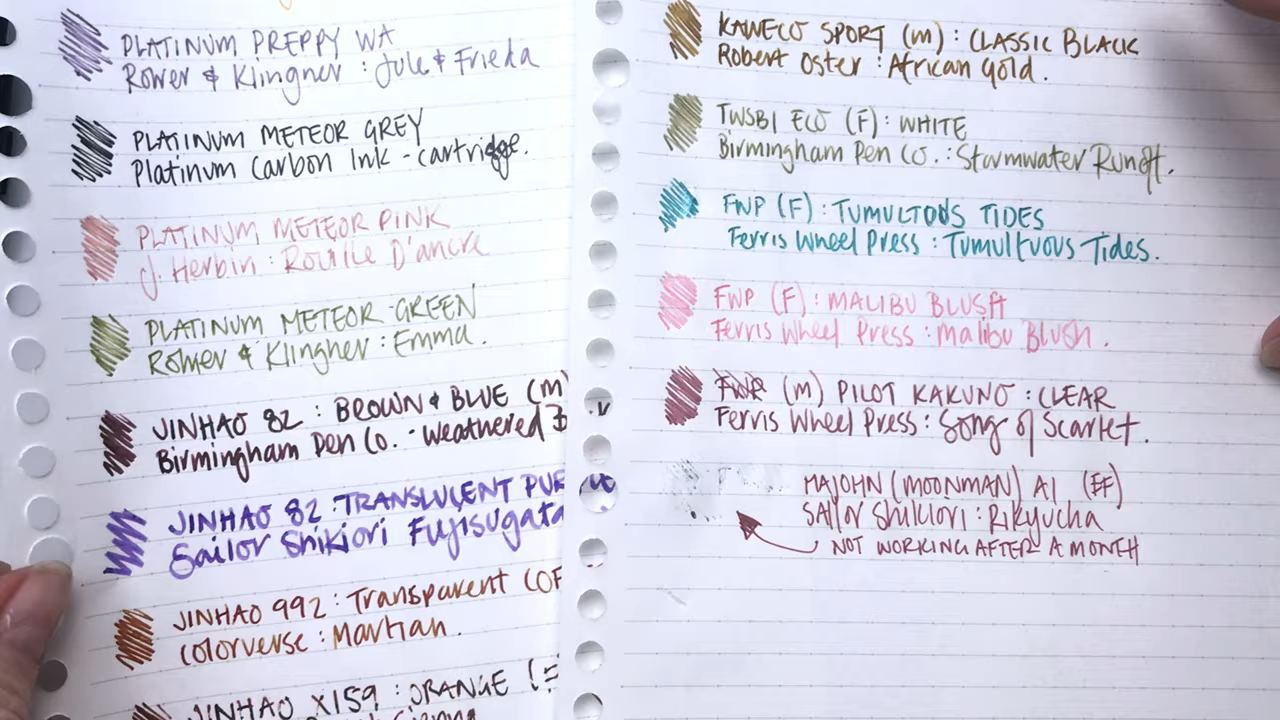 PLATINUM PREPPY WA
Rohrer & Klingner : Jule & Frieda
PLATINUM METEOR GREY
Platinum Carbon Ink - cartridge.
PLATINUM METEOR PINK
J. Herbin : Rouille D'ancre
PLATINUM METEOR GREEN
Rohrer & Klingner : Emma.
JINHAO 82 : BROWN & BLUE (M)
Birmingham Pen Co. - Weathered
JINHAO 82 : TRANSLUCENT PUR
Sailor Shikiori Fujisugata
JINHAO 992 : Transparent COF
Colorverse : Martian.
JINHAO X159 : ORANGE
KAWECO SPORT (M) : CLASSIC BLACK
Robert Oster : African Gold.
TWSBI ECO (F) : WHITE
Birmingham Pen Co. : Stormwater Runoff.
FWP (F) : TUMULTOUS TIDES
Ferris Wheel Press : Tumultuous Tides.
FWP (F) : MALIBU BLUSH
Ferris Wheel Press : Malibu Blush.
(M) PILOT KAKUNO : CLEAR
Ferris Wheel Press : Song of Scarlet.
MAJOHN (MOONMAN) A1 (EF)
Sailor Shikiori : Rikyucha
NOT WORKING AFTER A MONTH